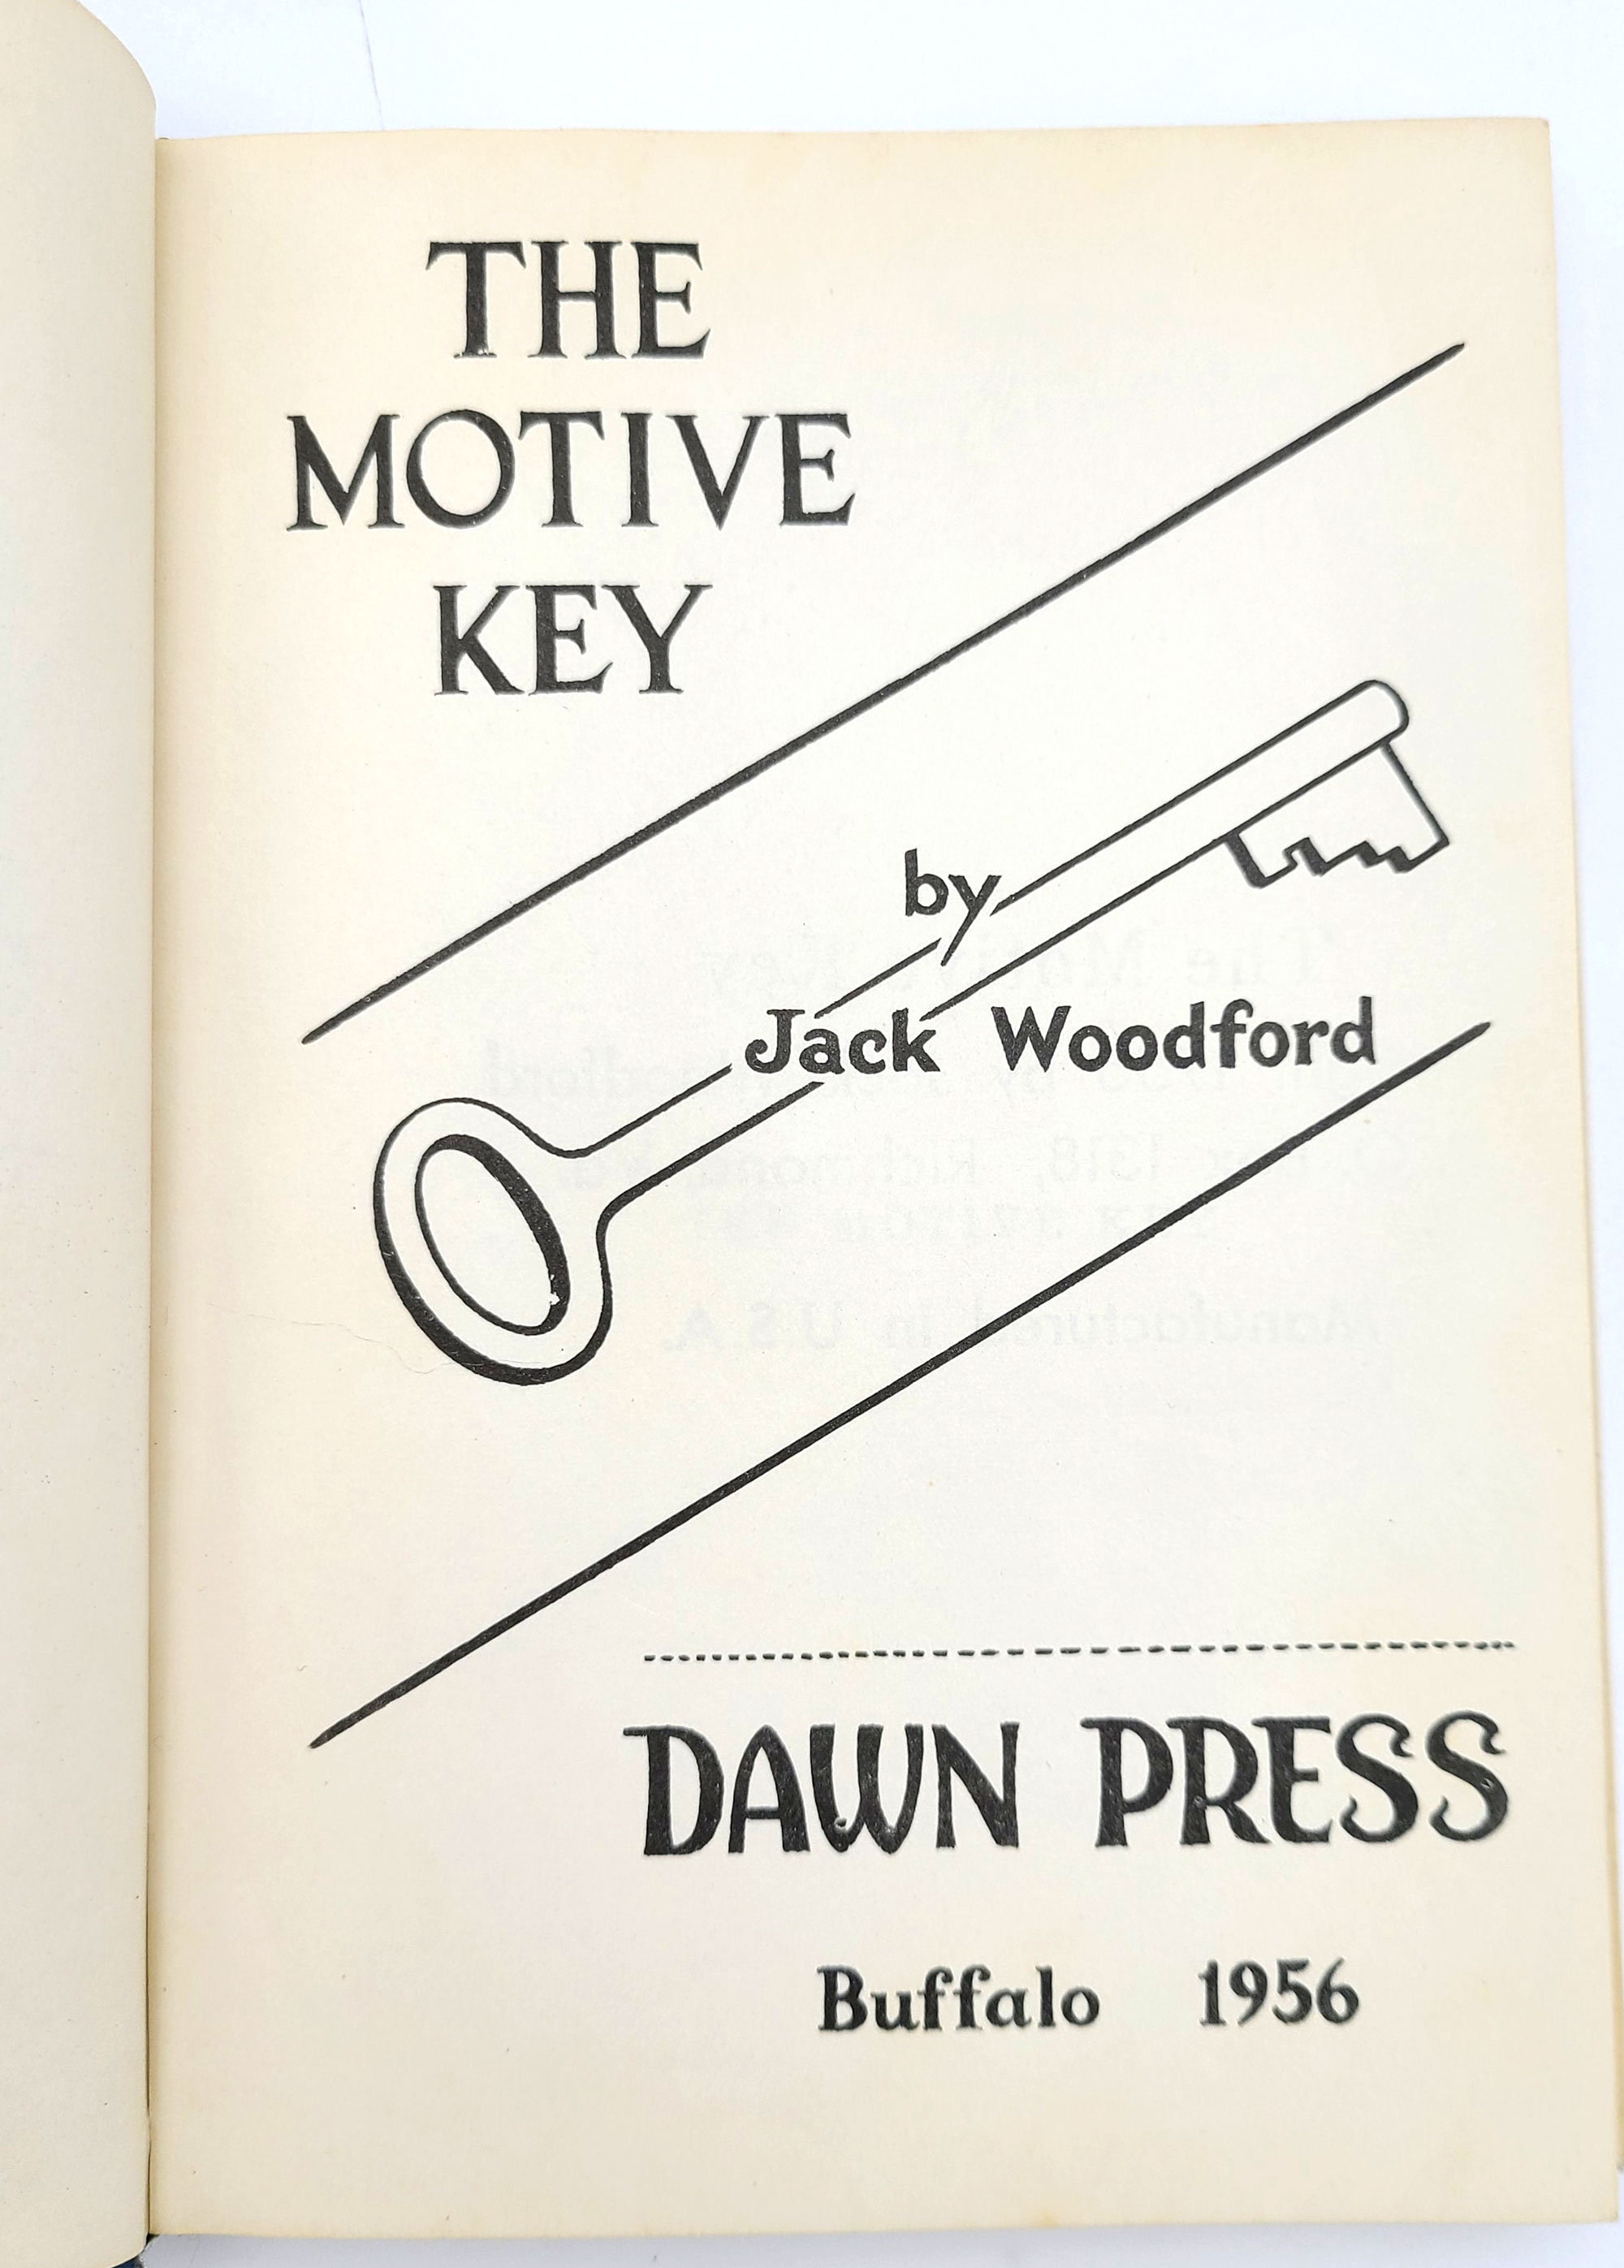 THE
MOTIVE
KEY
by
Jack Woodford
DAWN PRESS
Buffalo 1956